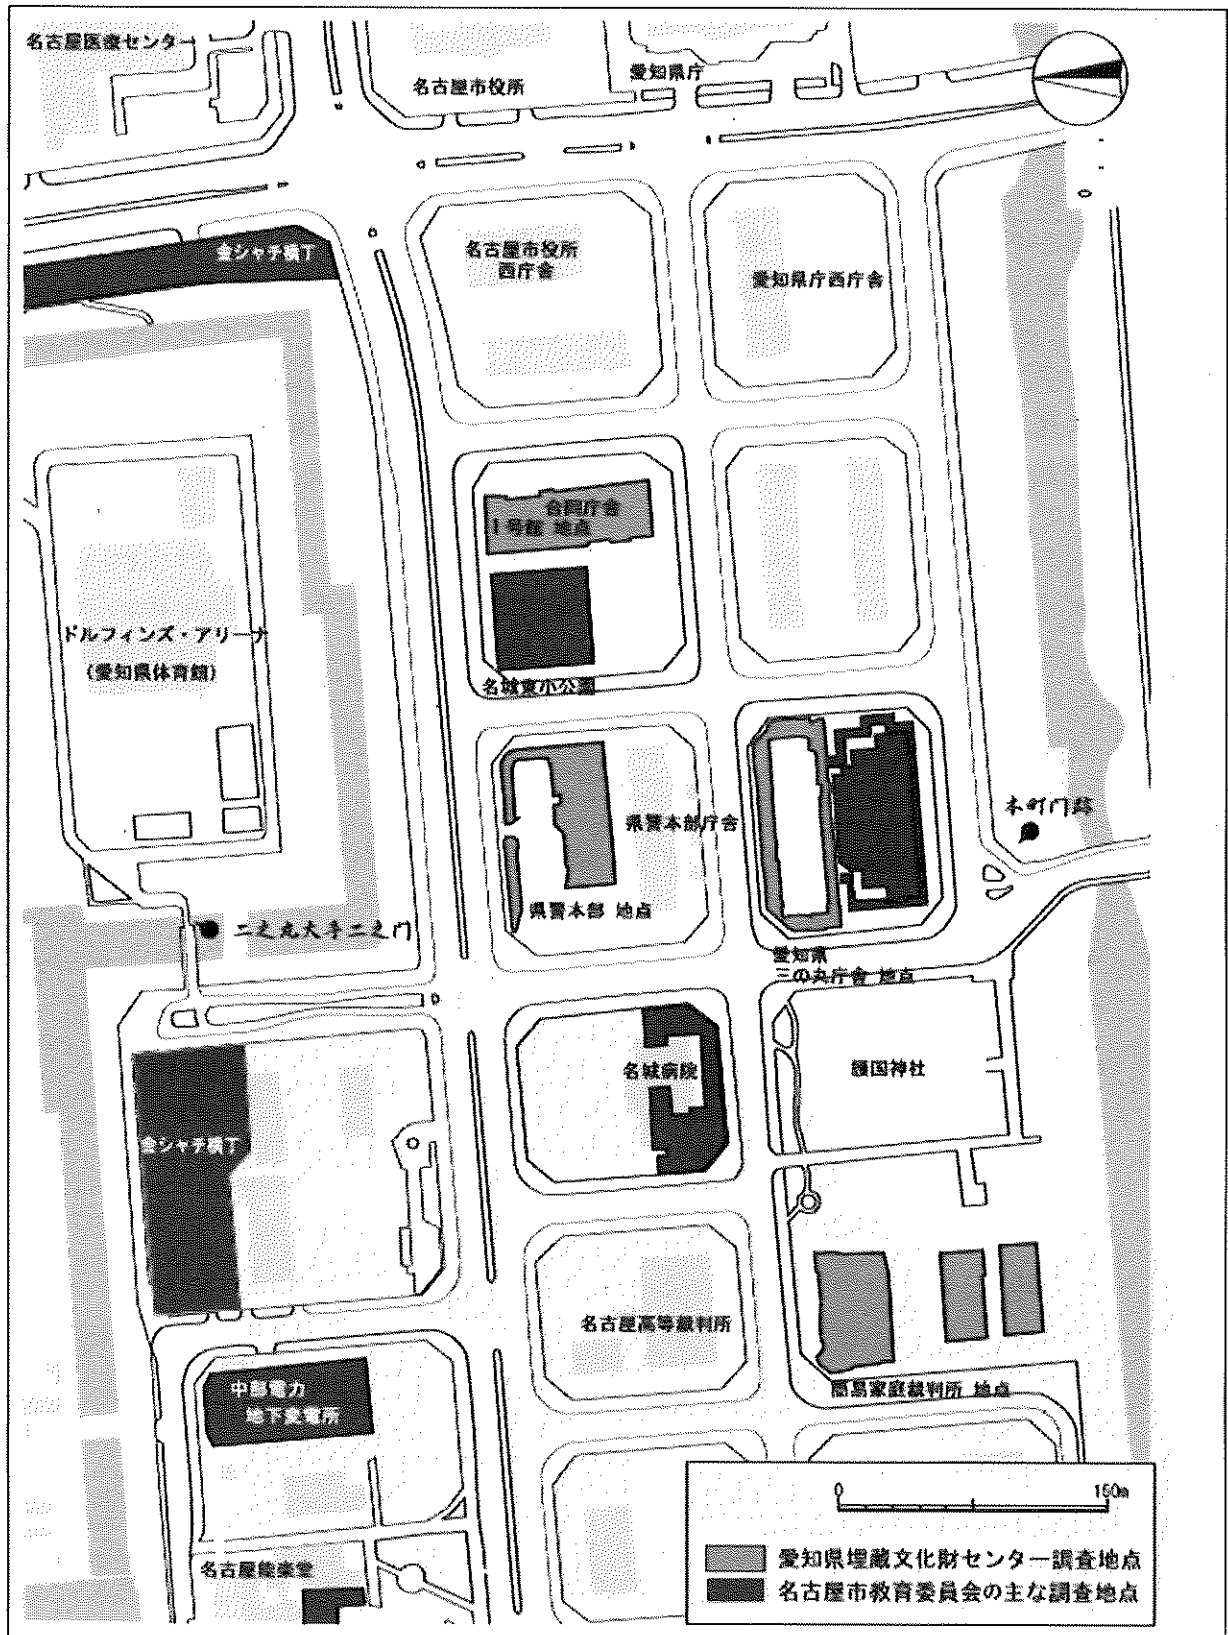 名古屋医療センター
名古屋市役所
愛知県庁
金シャチ横丁
名古屋市役所
西庁舎
愛知県庁西庁舎
合同庁舎
1号館 地点
ドルフィンズ・アリーナ
(愛知県体育館)
名城東小公園
県警本部庁舎
本町門跡
県警本部 地点
二之丸大手二之門
愛知県
三の丸庁舎 地点
名城病院
護国神社
金シャチ横丁
名古屋高等裁判所
中部電力
地下変電所
簡易家庭裁判所 地点
0 150m
愛知県埋蔵文化財センター調査地点
名古屋市教育委員会の主な調査地点
名古屋能楽堂